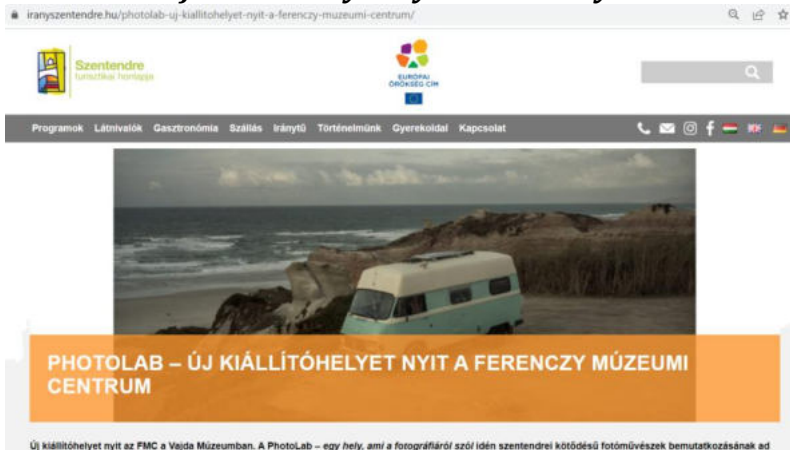 iranyszentendre.hu/photolab-uj-kiallitohelyet-nyit-a-ferenczy-muzeumi-centrum/
Szentendre
turisztikai honlapja
EURÓPAI
ÖRÖKSÉG CÍM
Programok Látnivalók Gasztronómia Szállás Iránytű Történelmünk Gyerekoldal Kapcsolat
PHOTOLAB – ÚJ KIÁLLÍTÓHELYET NYIT A FERENCZY MÚZEUMI
CENTRUM
Új kiállítóhelyet nyit az FMC a Vajda Múzeumban. A PhotoLab – egy hely, ami a fotográfiáról szól idén szentendrei kötődésű fotóművészek bemutatkozásának ad